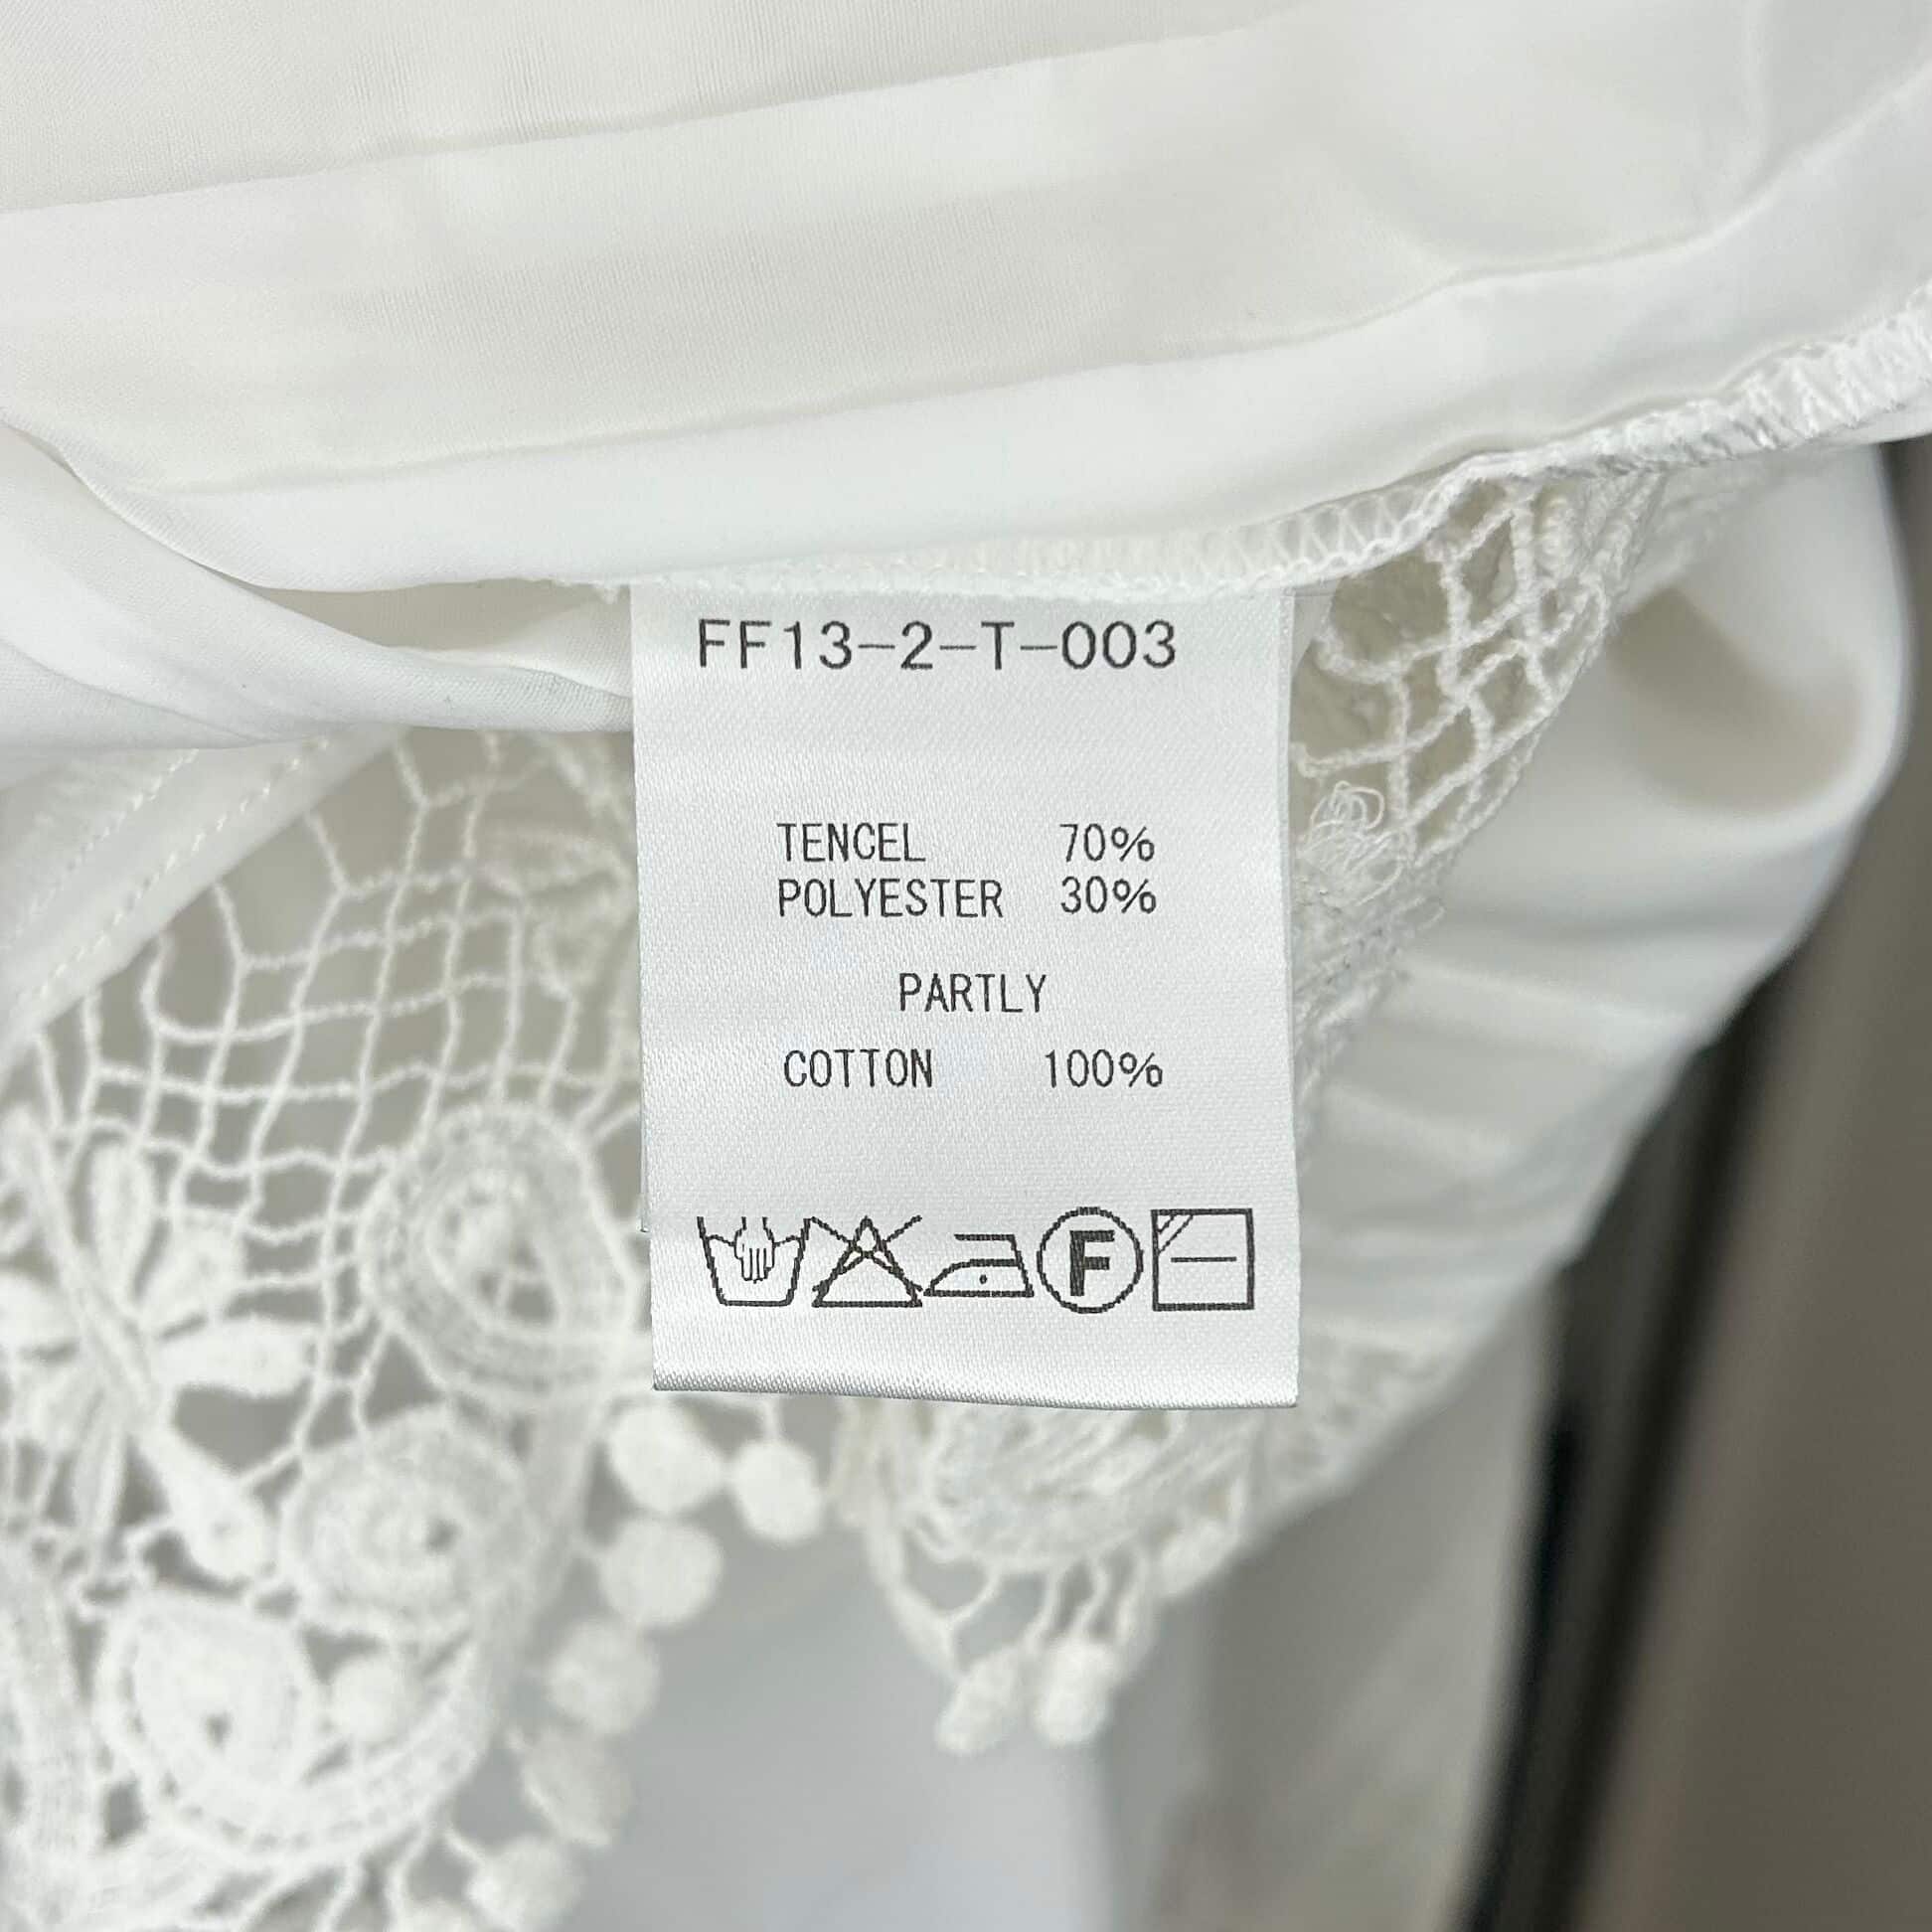 FF13-2-T-003
TENCEL 70%
POLYESTER 30%
PARTLY
COTTON 100%
F